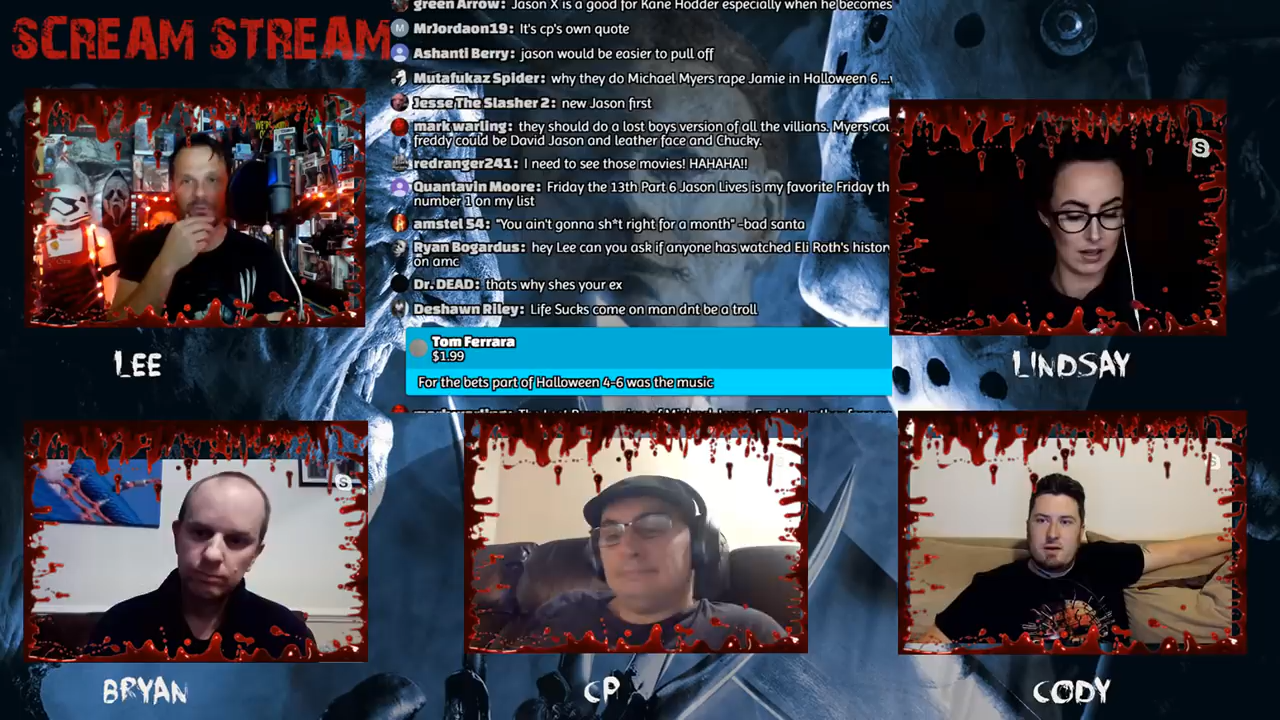 SCREAM STREAM
green Arrow: Jason X is a good for Kane Hodder especially when he becomes
M MrJordaon19: It's cp's own quote
Ashanti Berry: jason would be easier to pull off
Mutafukaz Spider: why they do Michael Myers rape Jamie in Halloween 6 ...
Jesse The Slasher 2: new Jason first
mark warling: they should do a lost boys version of all the villians. Myers cou
freddy could be David Jason and leather face and Chucky.
redranger241: I need to see those movies! HAHAHA!!
Quantavin Moore: Friday the 13th Part 6 Jason Lives is my favorite Friday th
number 1 on my list
amstel 54: "You ain't gonna sh*t right for a month" -bad santa
Ryan Bogardus: hey Lee can you ask if anyone has watched Eli Roth's histor
on amc
Dr. DEAD: thats why shes your ex
Deshawn Riley: Life Sucks come on man dnt be a troll
Tom Ferrara
$1.99
For the bets part of Halloween 4-6 was the music
S
LEE
LINDSAY
S
S
BRYAN
CP
CODY